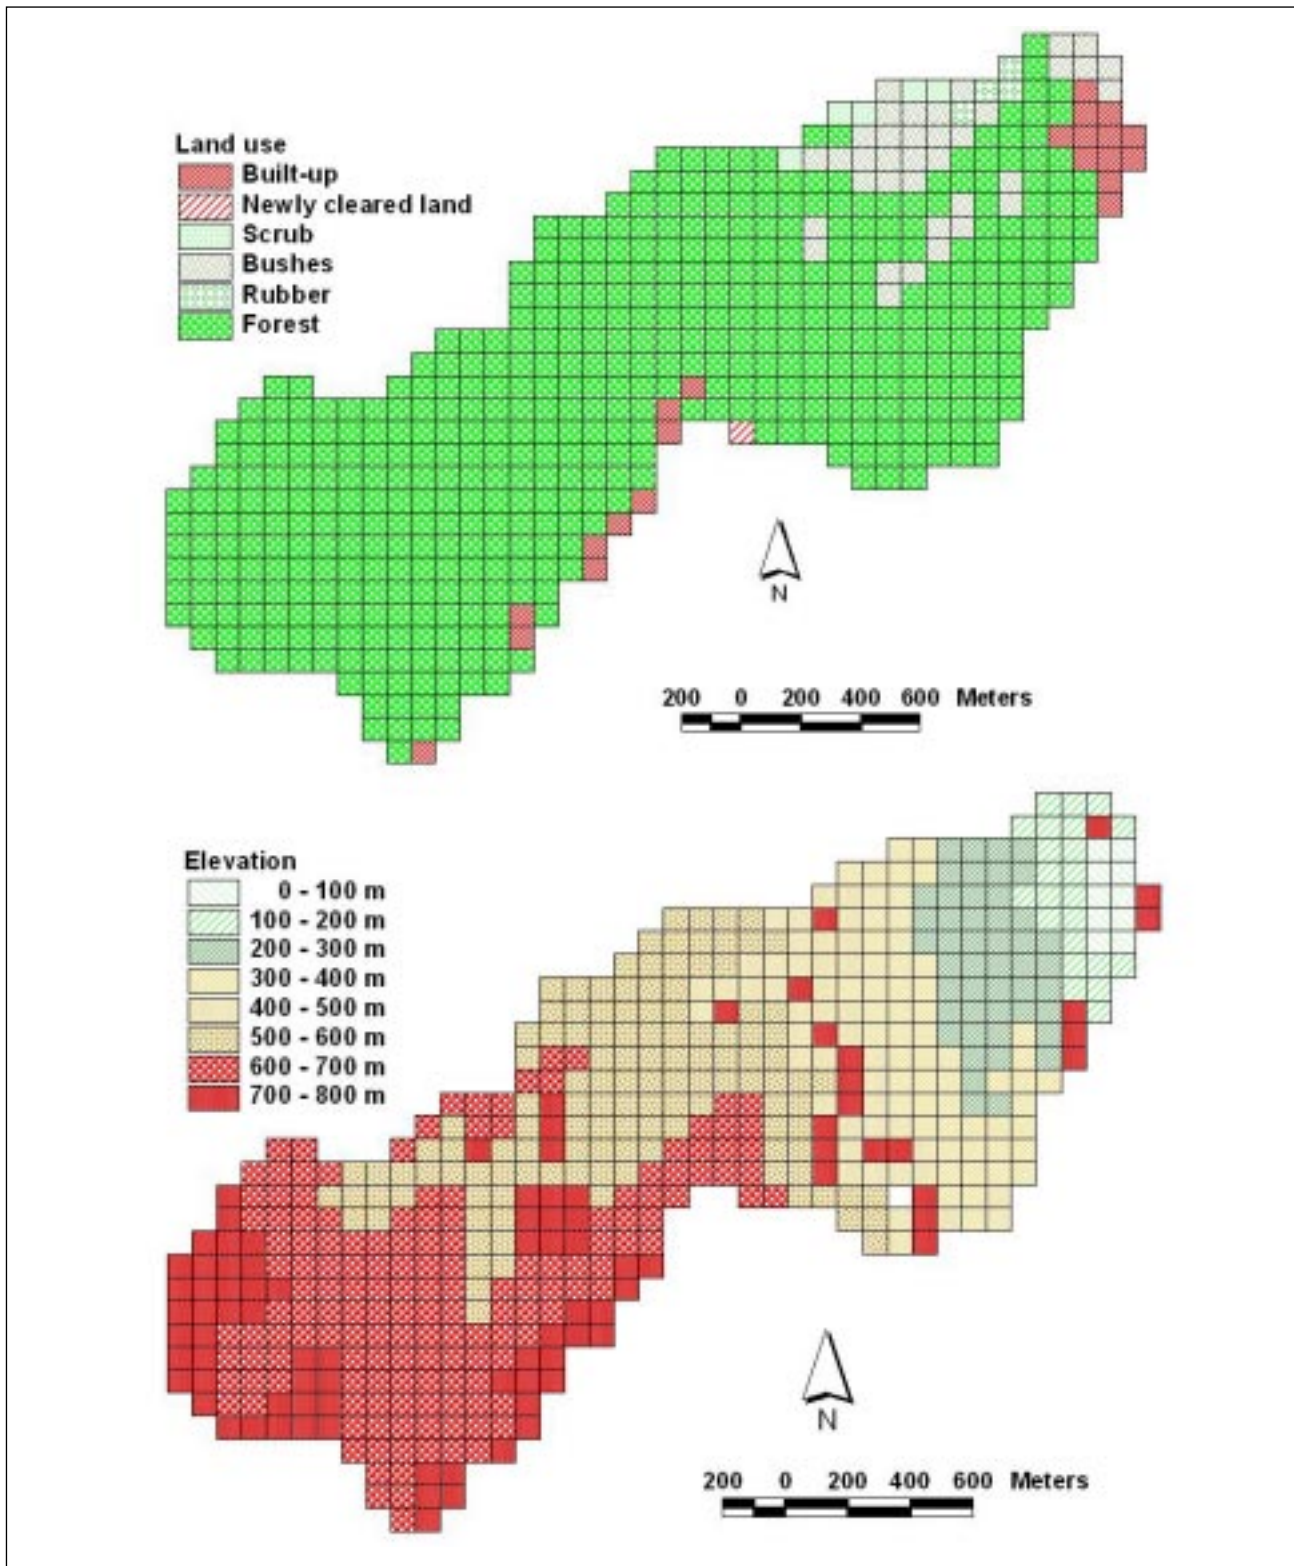 Land use
Built-up
Newly cleared land
Scrub
Bushes
Rubber
Forest
N
200 0 200 400 600 Meters
Elevation
0 - 100 m
100 - 200 m
200 - 300 m
300 - 400 m
400 - 500 m
500 - 600 m
600 - 700 m
700 - 800 m
N
200 0 200 400 600 Meters